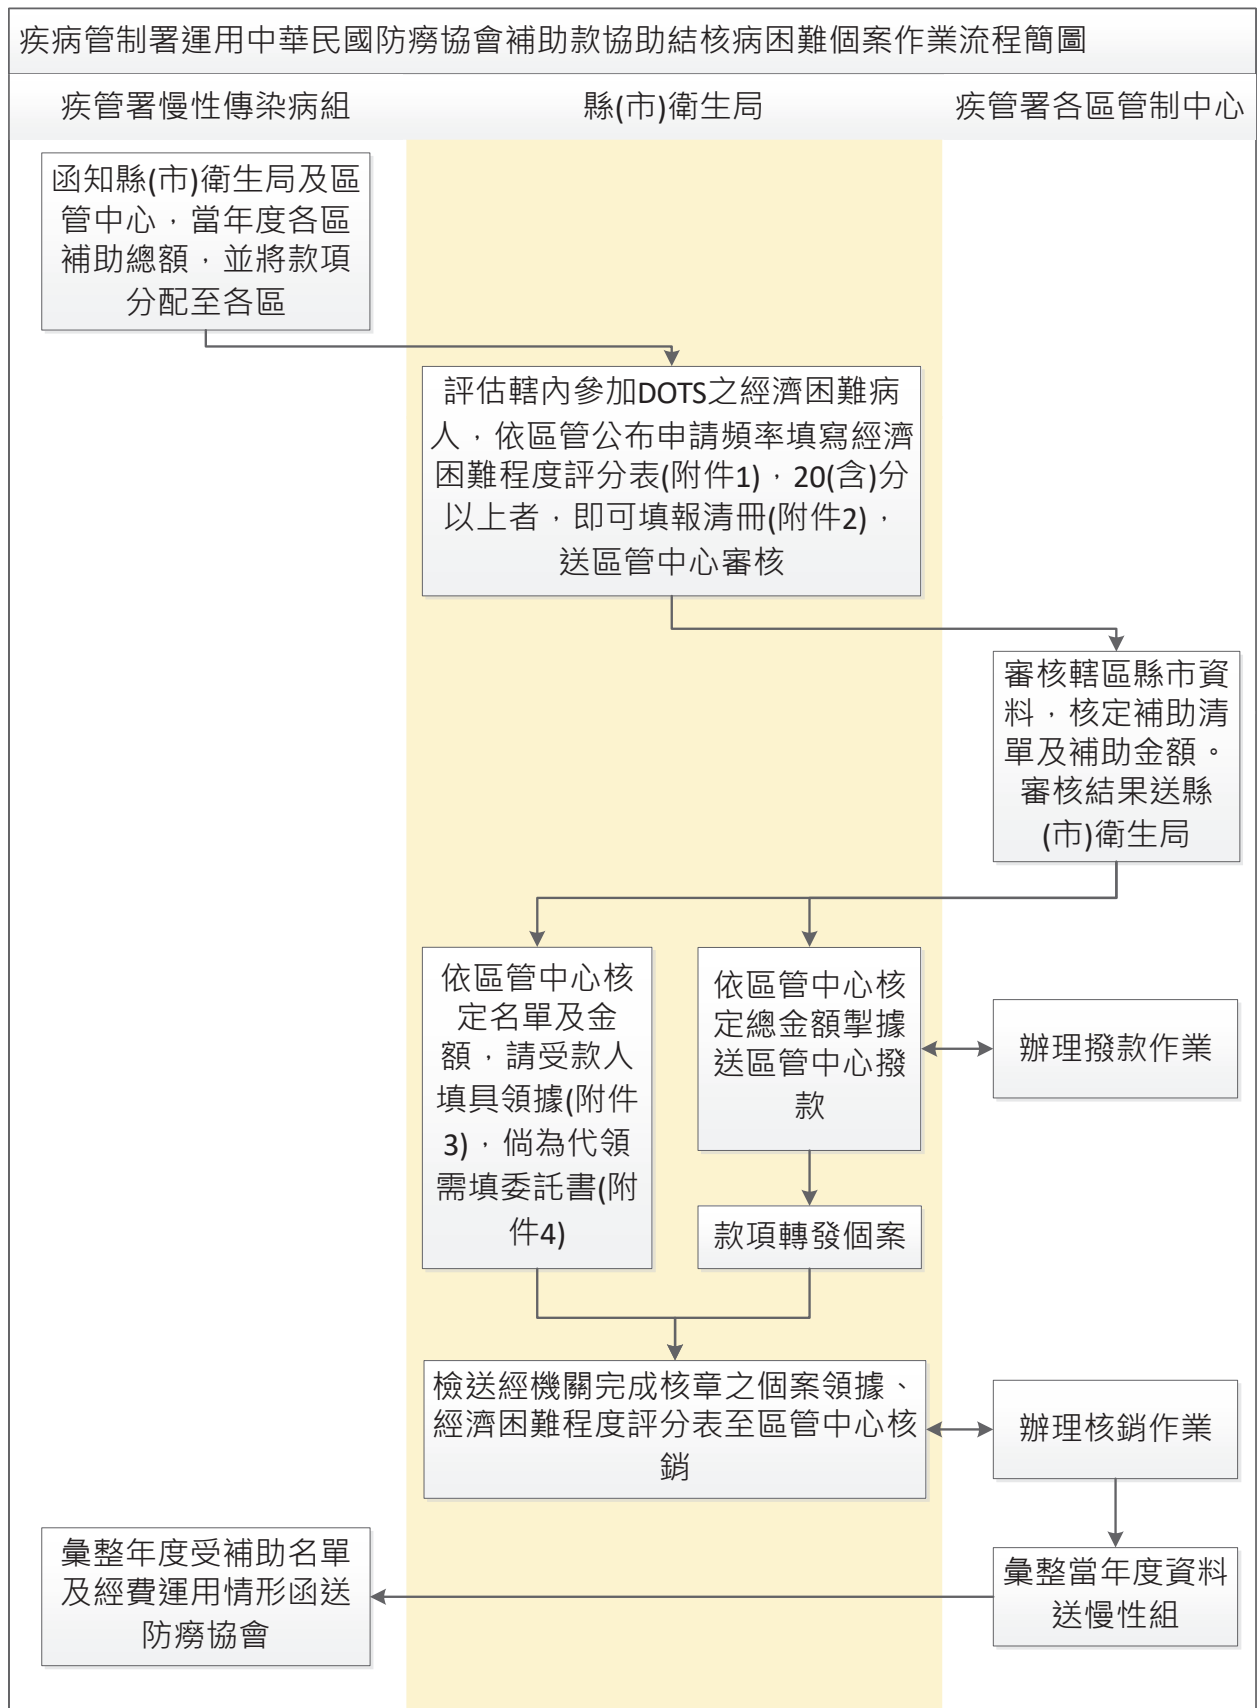 疾病管制署運用中華民國防癆協會補助款協助結核病困難個案作業流程簡圖
疾管署慢性傳染病組
縣(市)衛生局
疾管署各區管制中心
函知縣(市)衛生局及區
管中心，當年度各區
補助總額，並將款項
分配至各區
評估轄內參加DOTS之經濟困難病
人，依區管公布申請頻率填寫經濟
困難程度評分表(附件1)，20(含)分
以上者，即可填報清冊(附件2)，
送區管中心審核
審核轄區縣市資
料，核定補助清
單及補助金額。
審核結果送縣
(市)衛生局
依區管中心核
定名單及金
額，請受款人
填具領據(附件
3)，倘為代領
需填委託書(附
件4)
依區管中心核
定總金額掣據
送區管中心撥
款
辦理撥款作業
款項轉發個案
檢送經機關完成核章之個案領據、
經濟困難程度評分表至區管中心核
銷
辦理核銷作業
彙整當年度資料
送慢性組
彙整年度受補助名單
及經費運用情形函送
防癆協會